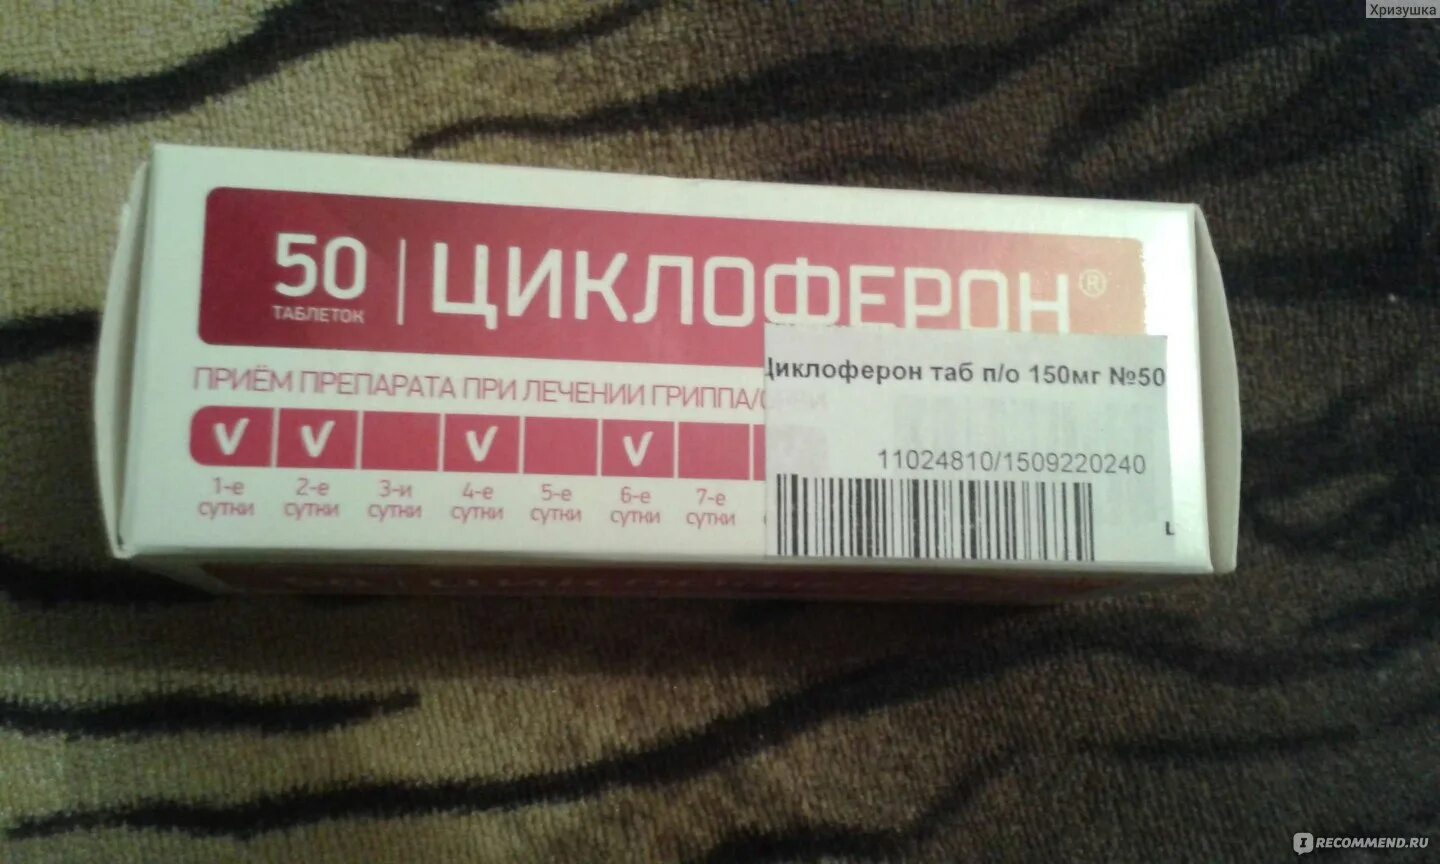 Хризушка
50 | ЦИКЛОФЕРОН®
ТАБЛЕТОК
ПРИЁМ ПРЕПАРАТА ПРИ ЛЕЧЕНИИ ГРИППА/
Циклоферон таб п/о 150мг №50
11024810/1509220240
1-е сутки
2-е сутки
3-и сутки
4-е сутки
5-е сутки
6-е сутки
7-е сутки
L
IRECOMMEND.RU